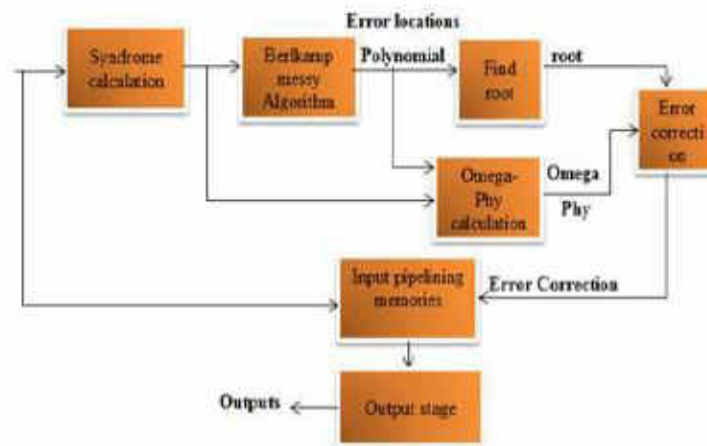 Error locations
Syndrome
calculation
Berlkamp
messy
Algorithm
Polynomial
Find
root
root
Error
correcti
on
Omega-
Phy
calculation
Omega
Phy
Input pipelining
memories
Error Correction
Output stage
Outputs